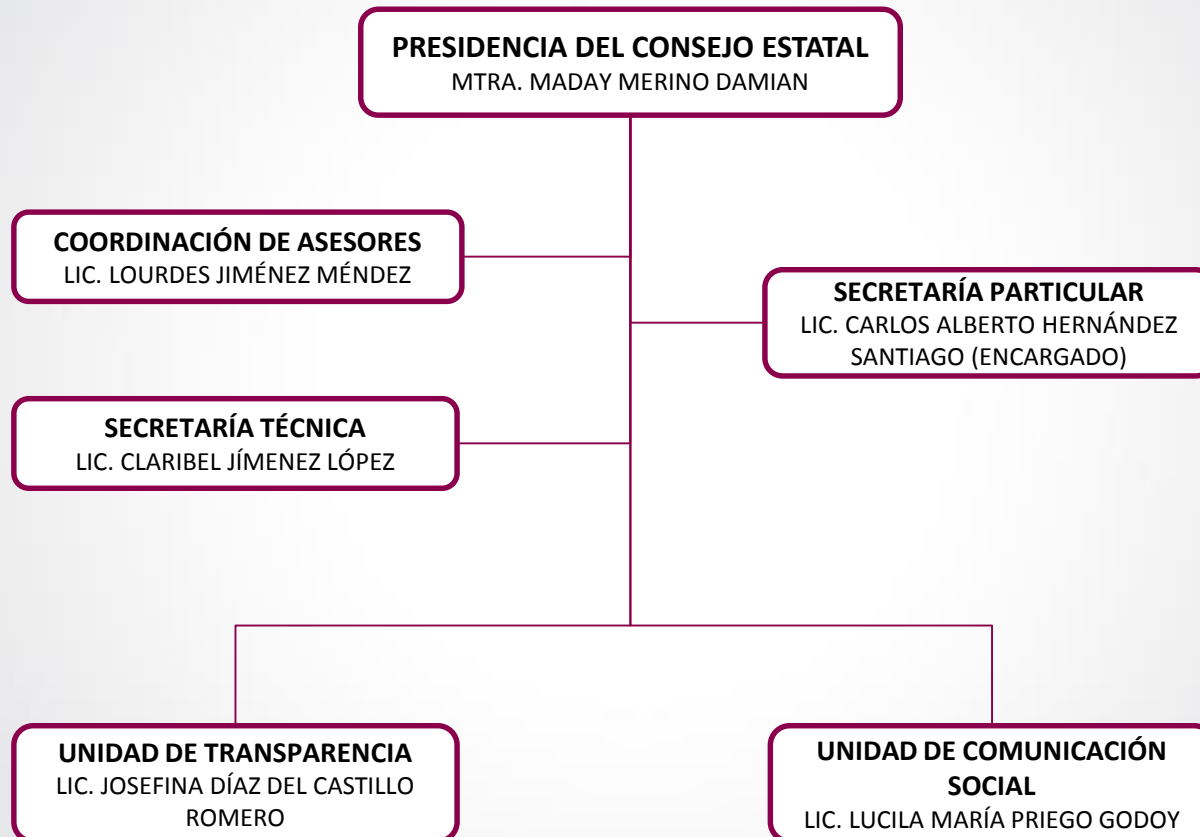 PRESIDENCIA DEL CONSEJO ESTATAL
MTRA. MADAY MERINO DAMIAN
COORDINACIÓN DE ASESORES
LIC. LOURDES JIMÉNEZ MÉNDEZ
SECRETARÍA PARTICULAR
LIC. CARLOS ALBERTO HERNÁNDEZ
SANTIAGO (ENCARGADO)
SECRETARÍA TÉCNICA
LIC. CLARIBEL JÍMENEZ LÓPEZ
UNIDAD DE TRANSPARENCIA
LIC. JOSEFINA DÍAZ DEL CASTILLO
ROMERO
UNIDAD DE COMUNICACIÓN
SOCIAL
LIC. LUCILA MARÍA PRIEGO GODOY